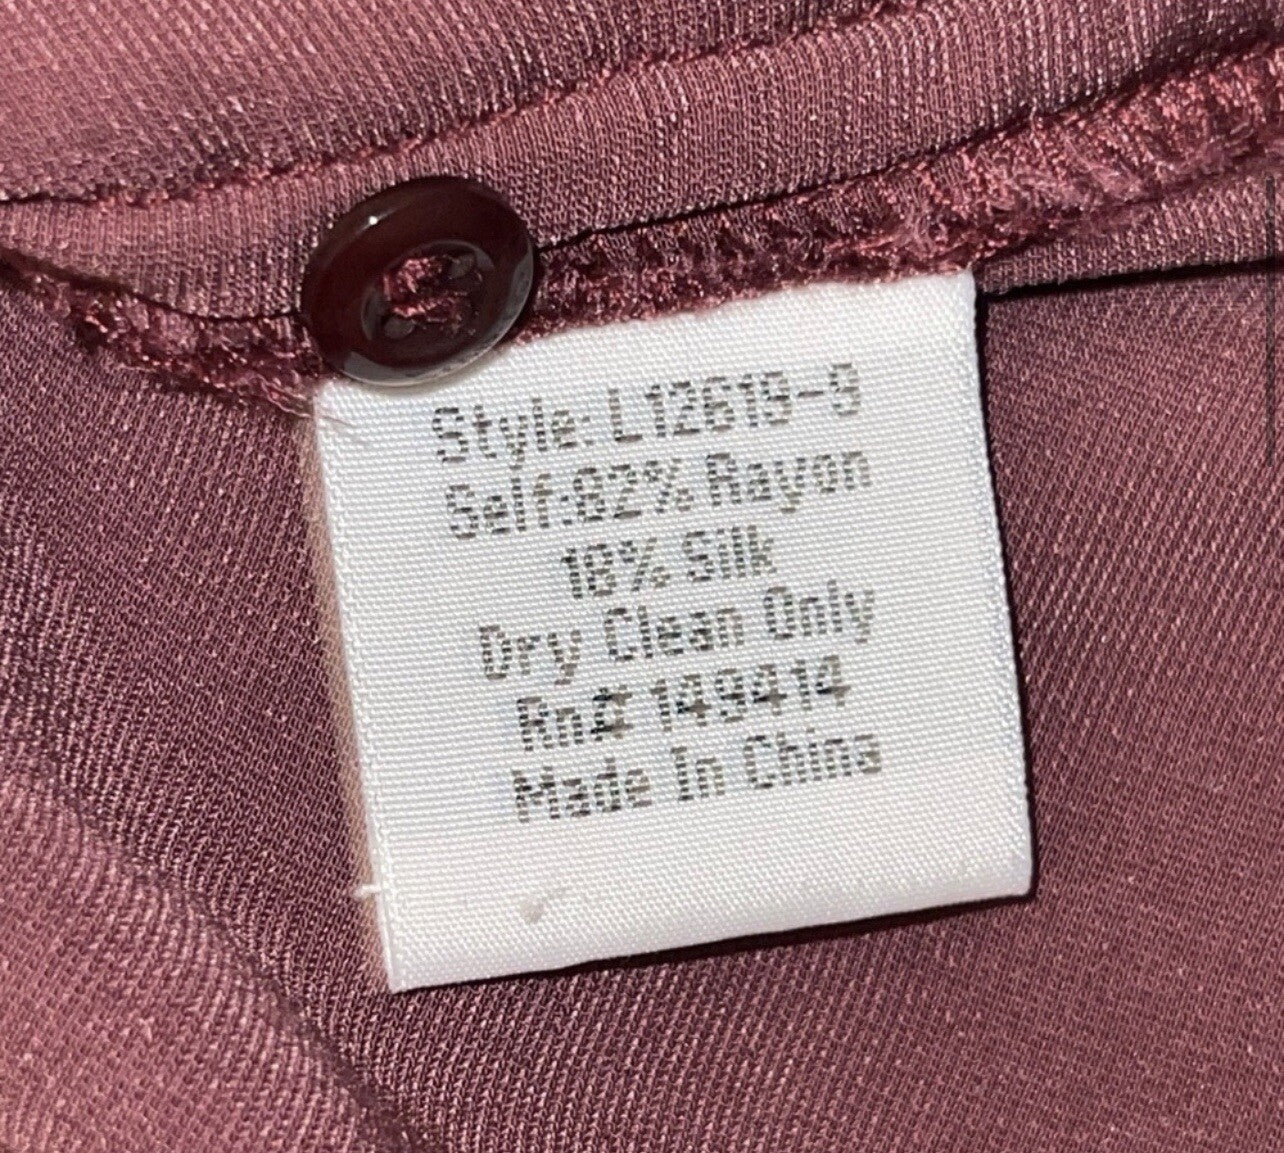 Style: L12619-9
Self:82% Rayon
18% Silk
Dry Clean Only
Rn# 149414
Made In China